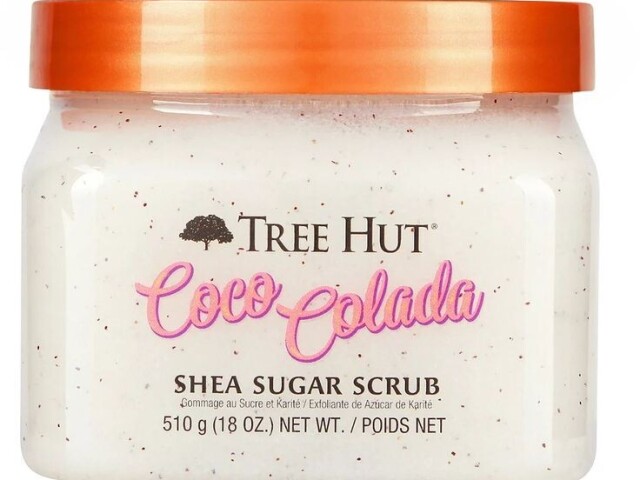 TREE HUT®
Coco Colada
SHEA SUGAR SCRUB
Gommage au Sucre et Karité / Exfoliante de Azúcar de Karité
510 g (18 OZ.) NET WT. / POIDS NET